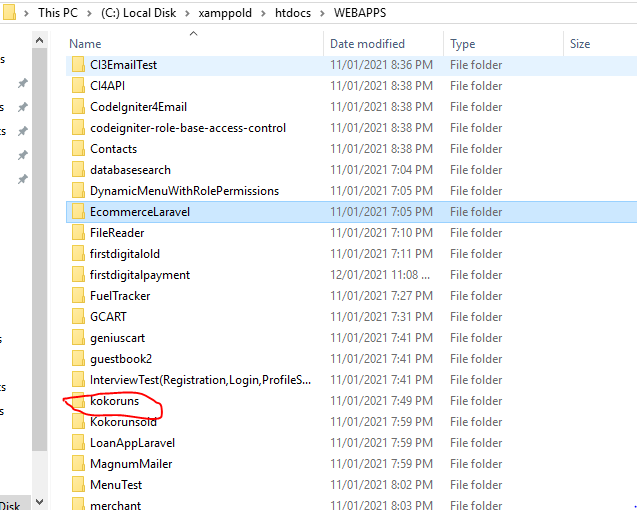 This PC > (C:) Local Disk > xamppold > htdocs > WEBAPPS
Name Date modified Type Size
CI3EmailTest 11/01/2021 8:36 PM File folder
CI4API 11/01/2021 8:38 PM File folder
CodeIgniter4Email 11/01/2021 8:38 PM File folder
codeigniter-role-base-access-control 11/01/2021 8:38 PM File folder
Contacts 11/01/2021 8:38 PM File folder
databasesearch 11/01/2021 7:04 PM File folder
DynamicMenuWithRolePermissions 11/01/2021 7:05 PM File folder
EcommerceLaravel 11/01/2021 7:05 PM File folder
FileReader 11/01/2021 7:10 PM File folder
firstdigitalold 11/01/2021 7:11 PM File folder
firstdigitalpayment 12/01/2021 11:08 ... File folder
FuelTracker 11/01/2021 7:27 PM File folder
GCART 11/01/2021 7:31 PM File folder
geniuscart 11/01/2021 7:41 PM File folder
guestbook2 11/01/2021 7:41 PM File folder
InterviewTest(Registration,Login,ProfileS... 11/01/2021 7:41 PM File folder
kokoruns 11/01/2021 7:49 PM File folder
Kokorunsold 11/01/2021 7:59 PM File folder
LoanAppLaravel 11/01/2021 7:59 PM File folder
MagnumMailer 11/01/2021 7:59 PM File folder
MenuTest 11/01/2021 8:02 PM File folder
Disk merchant 11/01/2021 8:03 PM File folder